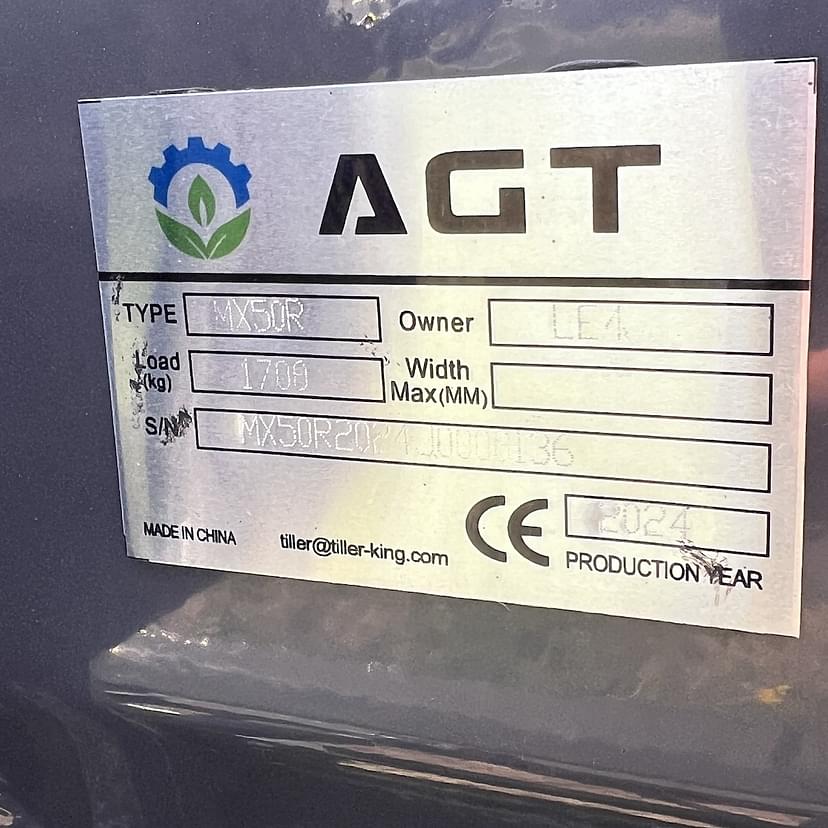 AGT
TYPE MX50R Owner LE4
Load (kg) 1700 Width Max(MM)
S/N
MADE IN CHINA tiller@tiller-king.com CE 2024
PRODUCTION YEAR